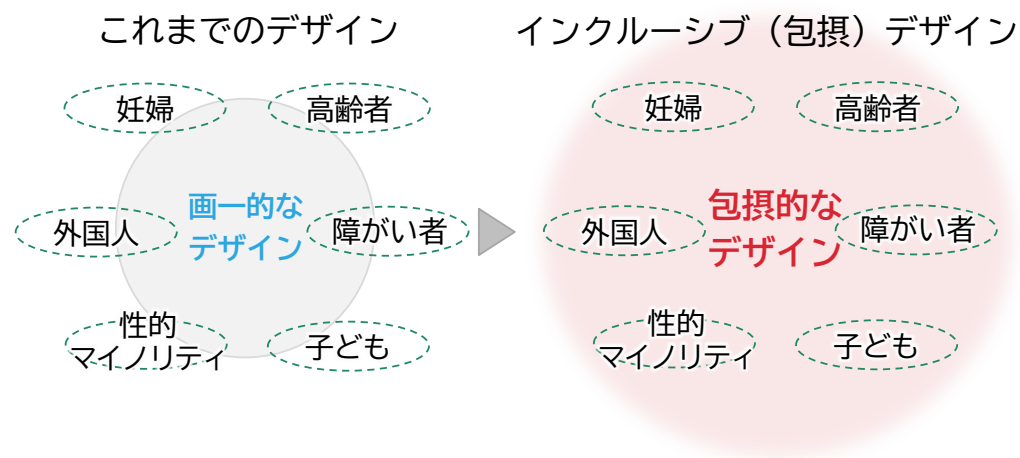 これまでのデザイン
妊婦
高齢者
外国人
画一的な
デザイン
障がい者
性的
マイノリティ
子ども
インクルーシブ（包摂）デザイン
妊婦
高齢者
外国人
包摂的な
デザイン
障がい者
性的
マイノリティ
子ども